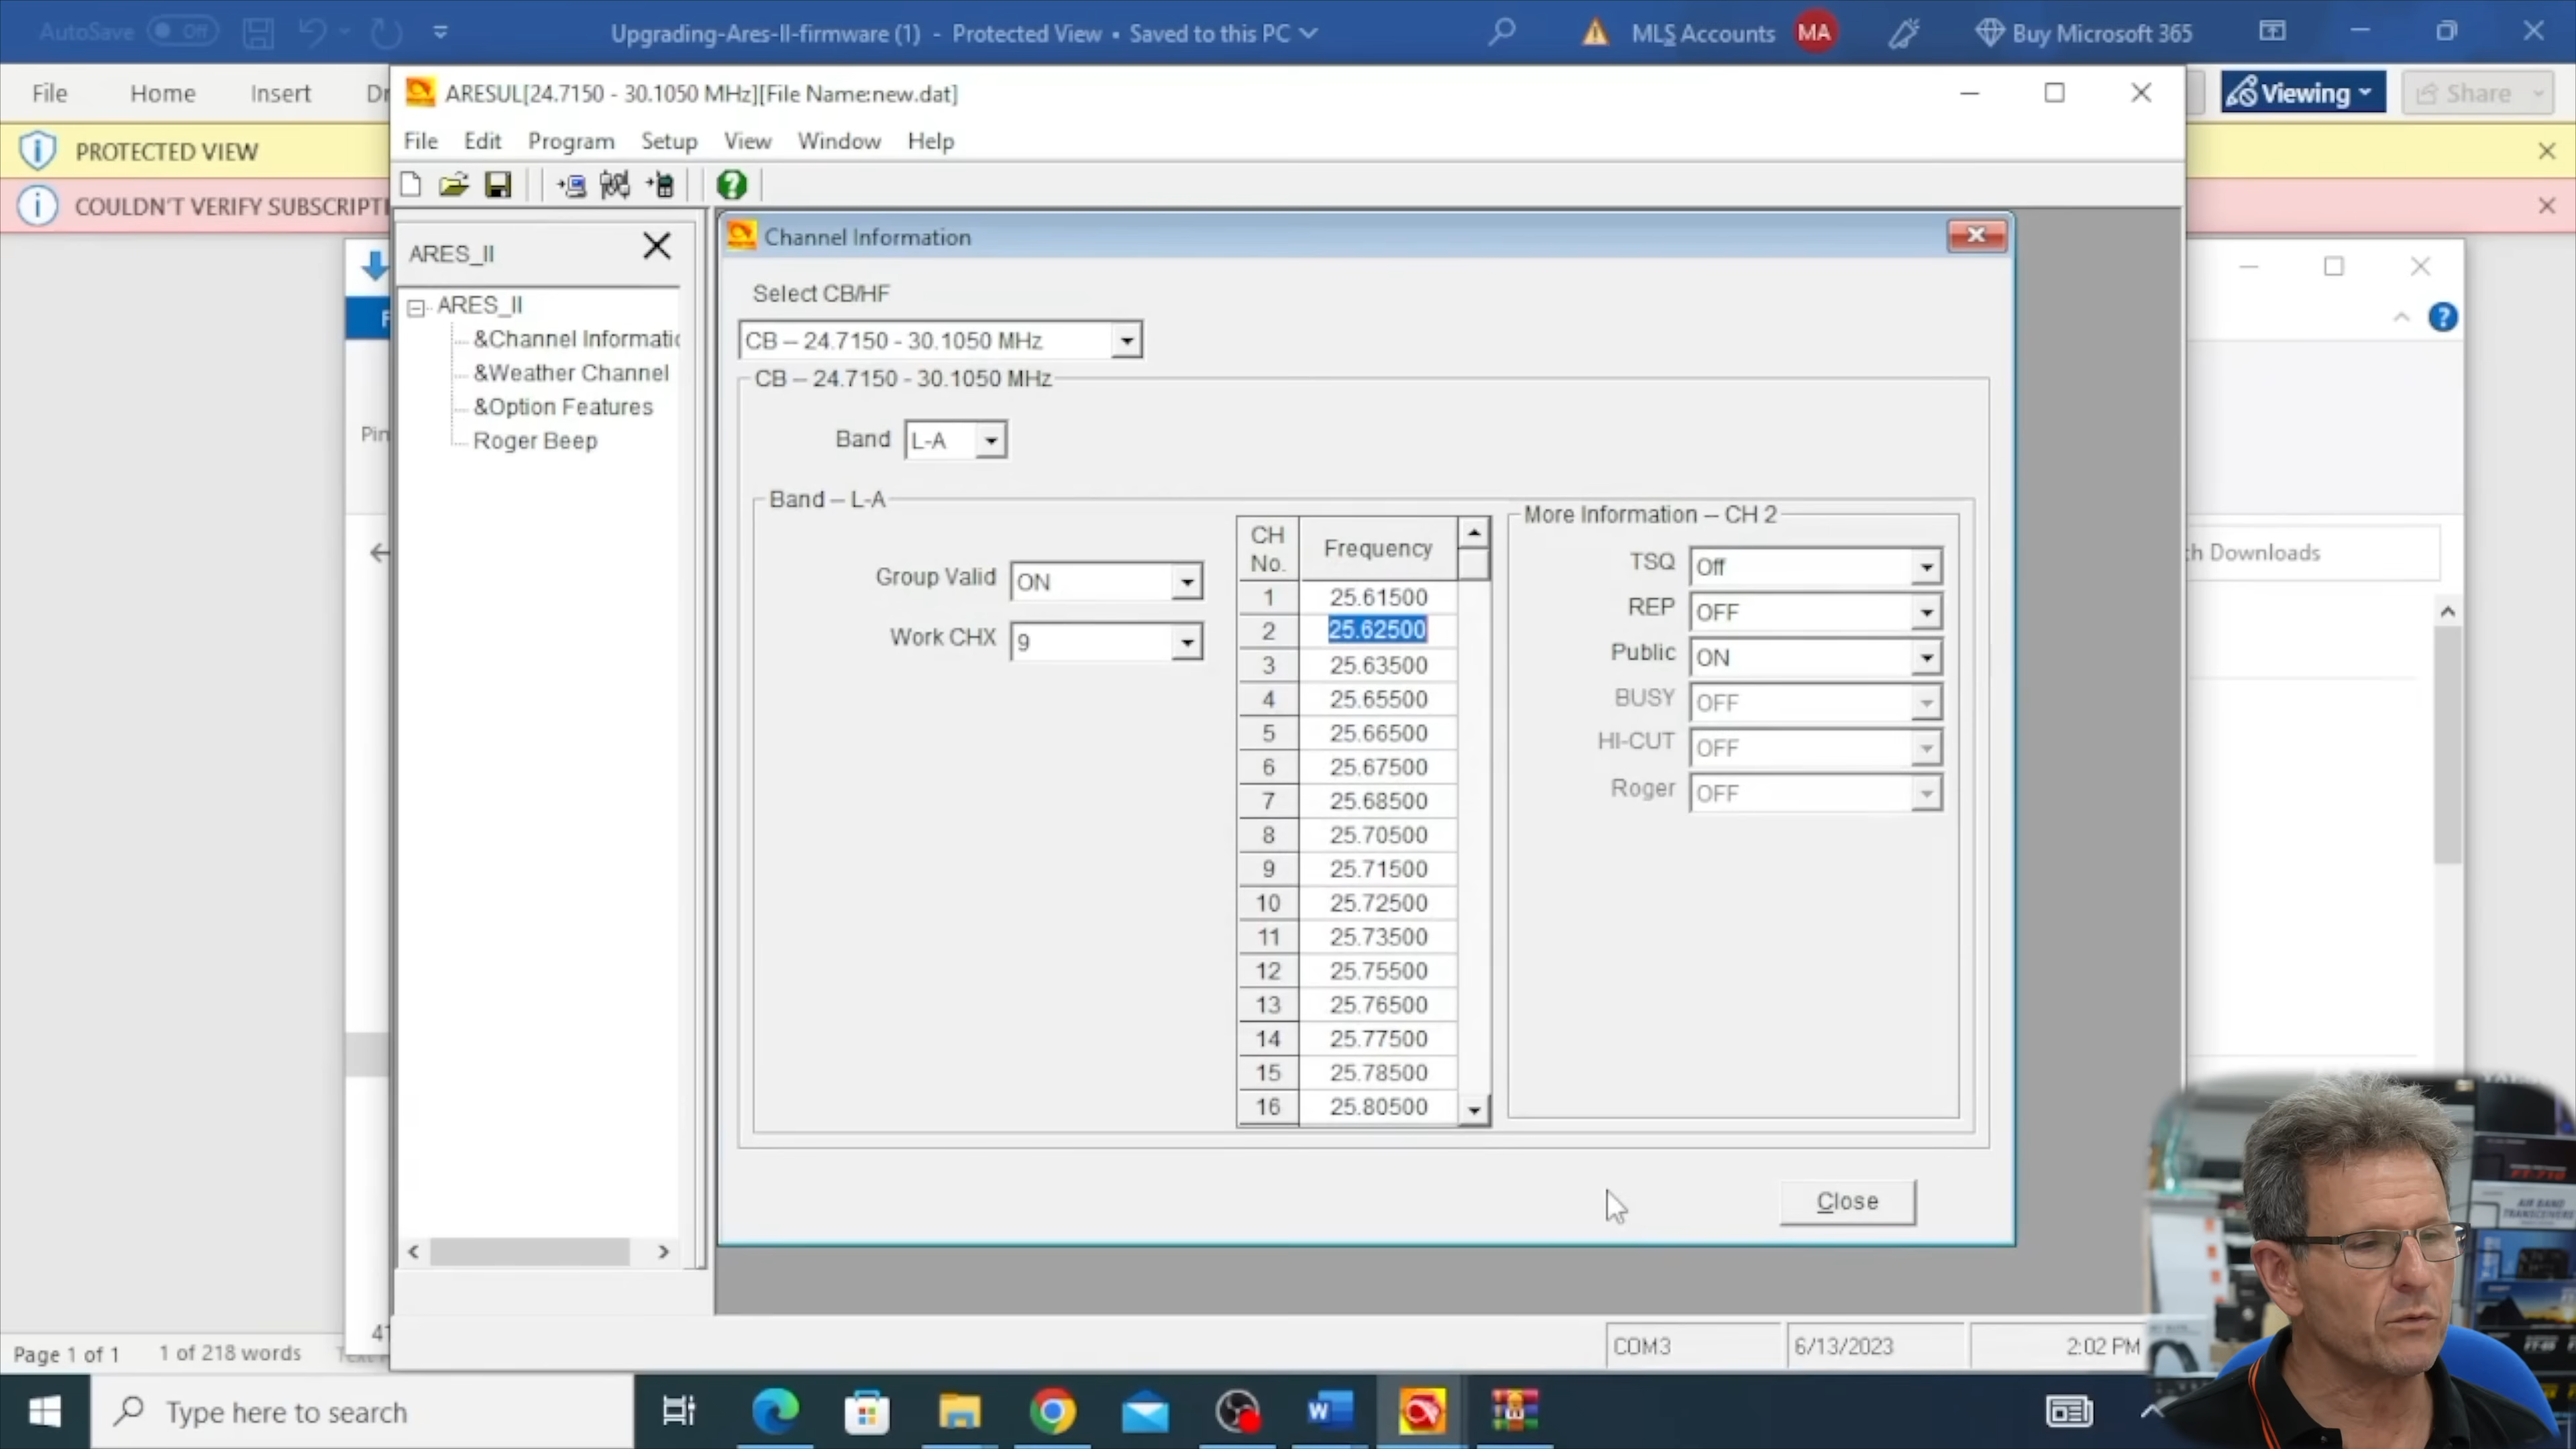 AutoSave Off
Upgrading-Ares-II-firmware (1) - Protected View • Saved to this PC
MLS Accounts MA
Buy Microsoft 365
File Home Insert
Viewing
Share
PROTECTED VIEW
COULDN'T VERIFY SUBSCRIPTI
ARESUL[24.7150 - 30.1050 MHz][File Name:new.dat]
File Edit Program Setup View Window Help
ARES_II
ARES_II
&Channel Informatic
&Weather Channel
&Option Features
Roger Beep
Pin
Channel Information
Select CB/HF
CB -- 24.7150 - 30.1050 MHz
CB -- 24.7150 - 30.1050 MHz
Band L-A
Band -- L-A
Group Valid ON
Work CHX 9
CH No. Frequency
1 25.61500
2 25.62500
3 25.63500
4 25.65500
5 25.66500
6 25.67500
7 25.68500
8 25.70500
9 25.71500
10 25.72500
11 25.73500
12 25.75500
13 25.76500
14 25.77500
15 25.78500
16 25.80500
More Information -- CH 2
TSQ Off
REP OFF
Public ON
BUSY OFF
HI-CUT OFF
Roger OFF
Close
ch Downloads
41
COM3
6/13/2023
2:02 PM
Page 1 of 1
1 of 218 words
Type here to search
AIR BAND
TRANSCEIVERS